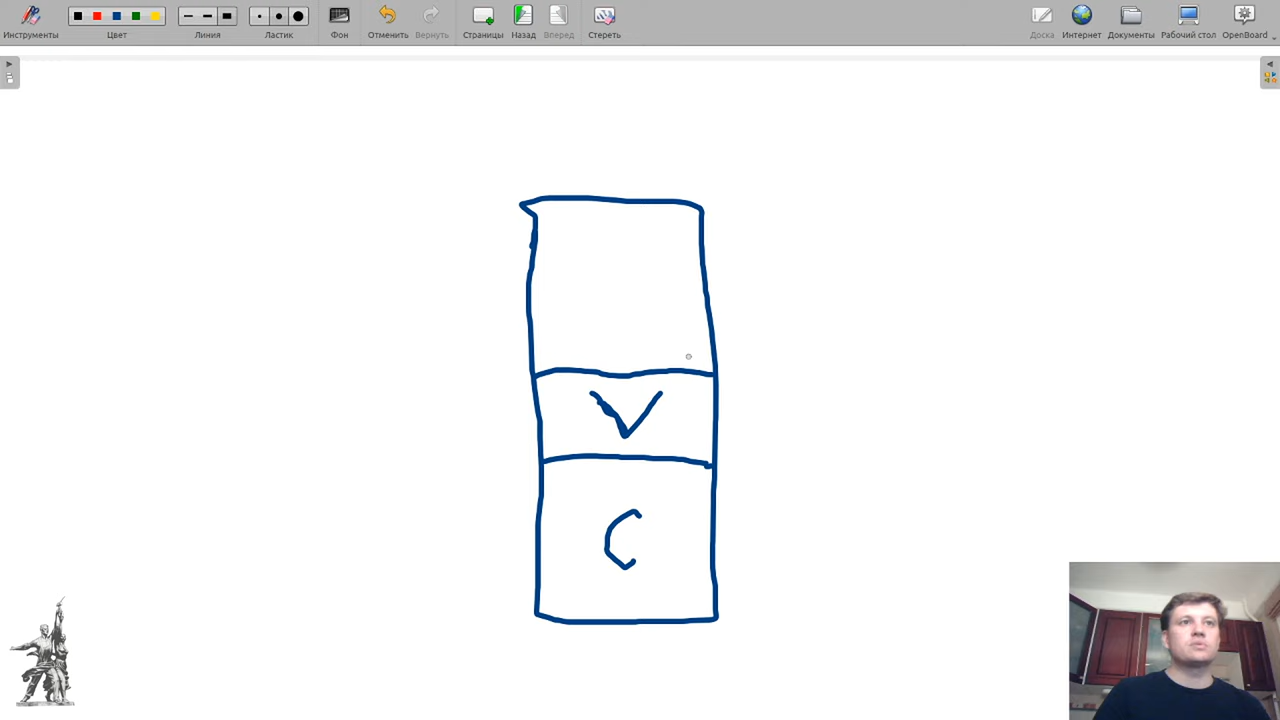 Инструменты Цвет Линия Ластик Фон Отменить Вернуть Страницы Назад Вперед Стереть Доска Интернет Документы Рабочий стол OpenBoard
V
C